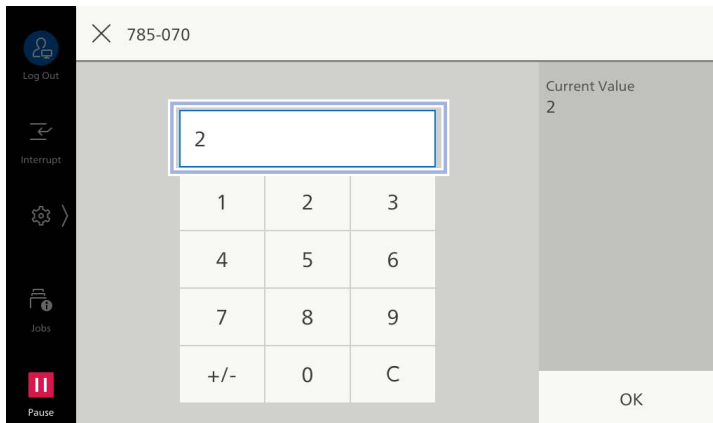 785-070
Log Out
Interrupt
Jobs
Pause
2
1 2 3
4 5 6
7 8 9
+/- 0 C
Current Value
2
OK